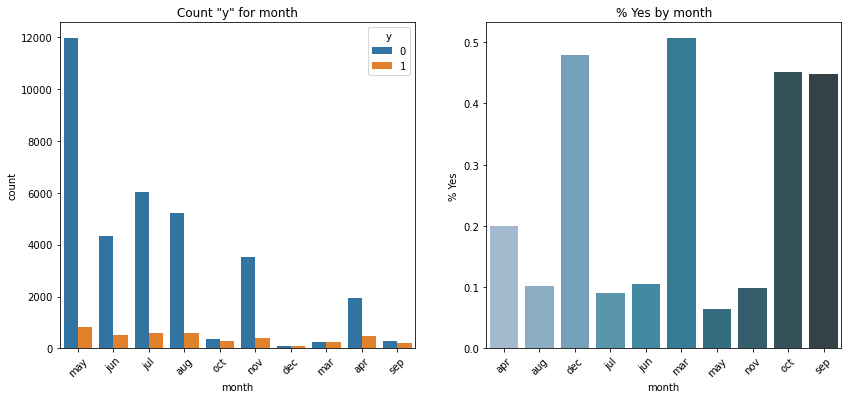 Count "y" for month
y
0
1
12000
10000
8000
6000
4000
2000
0
count
may jun jul aug oct nov dec mar apr sep
month
% Yes by month
0.5
0.4
0.3
0.2
0.1
0.0
% Yes
apr aug dec jul jun mar may nov oct sep
month